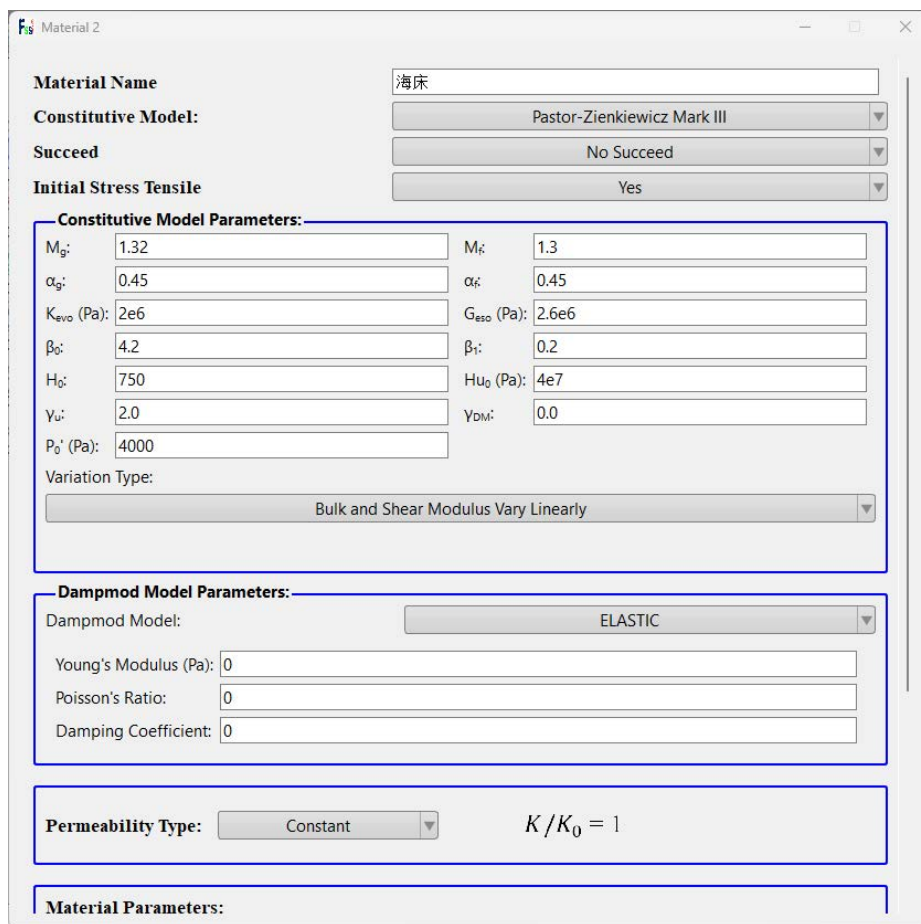 Fssi Material 2
Material Name 海床
Constitutive Model: Pastor-Zienkiewicz Mark III
Succeed No Succeed
Initial Stress Tensile Yes
Constitutive Model Parameters:
Mg: 1.32 Mf: 1.3
αg: 0.45 αf: 0.45
Kevo (Pa): 2e6 Geso (Pa): 2.6e6
β₀: 4.2 β₁: 0.2
H₀: 750 Hu₀ (Pa): 4e7
γu: 2.0 γDM: 0.0
P₀' (Pa): 4000
Variation Type:
Bulk and Shear Modulus Vary Linearly
Dampmod Model Parameters:
Dampmod Model: ELASTIC
Young's Modulus (Pa): 0
Poisson's Ratio: 0
Damping Coefficient: 0
Permeability Type: Constant K/K₀ = 1
Material Parameters: